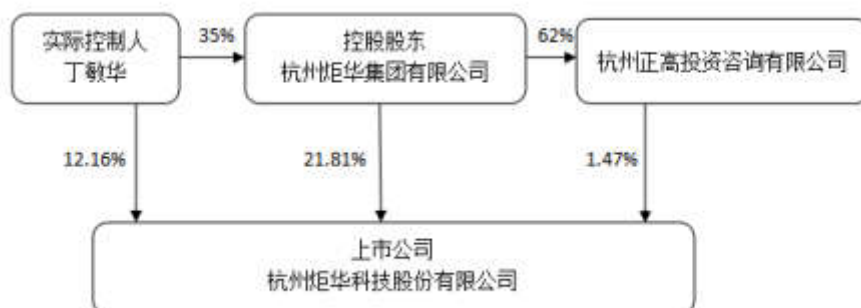 实际控制人
丁敏华
35%
控股股东
杭州炬华集团有限公司
62%
杭州正高投资咨询有限公司
12.16%
21.81%
1.47%
上市公司
杭州炬华科技股份有限公司